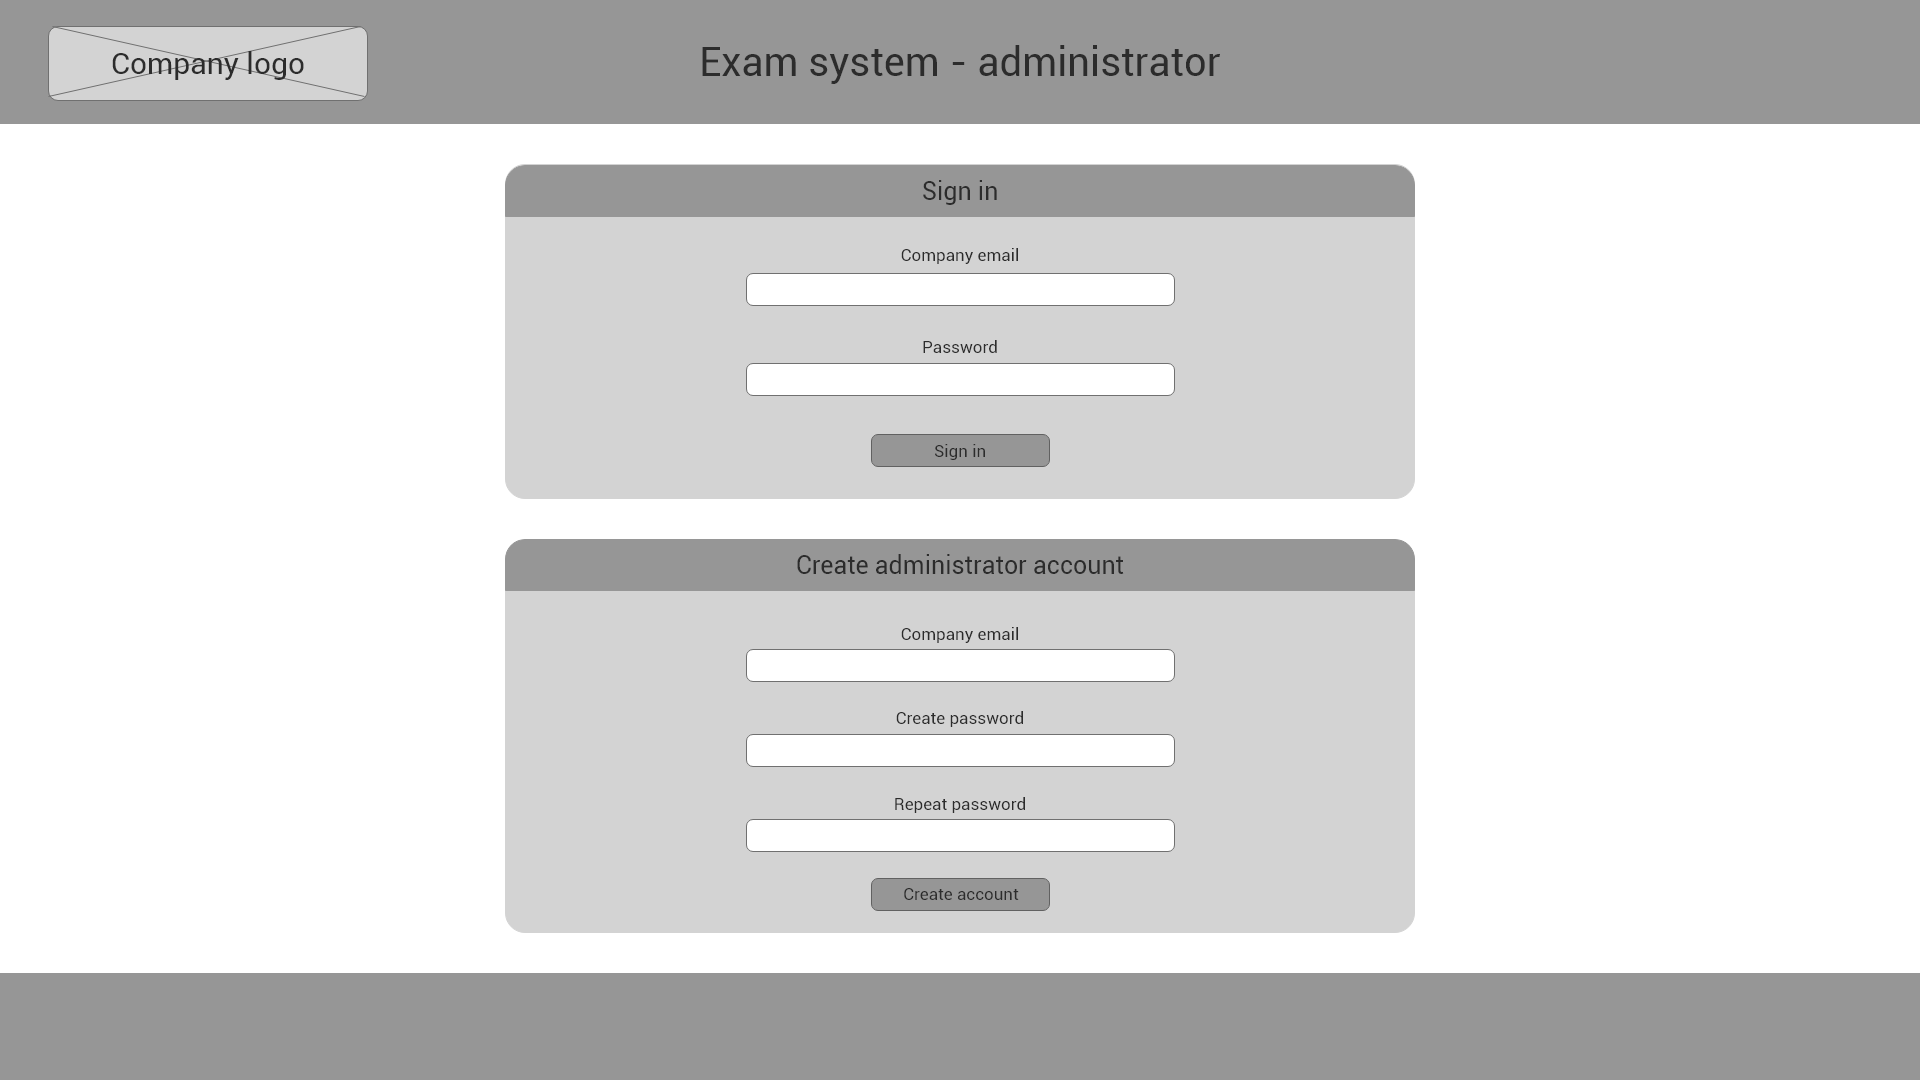 Company logo
Exam system - administrator
Sign in
Company email
Password
Sign in
Create administrator account
Company email
Create password
Repeat password
Create account